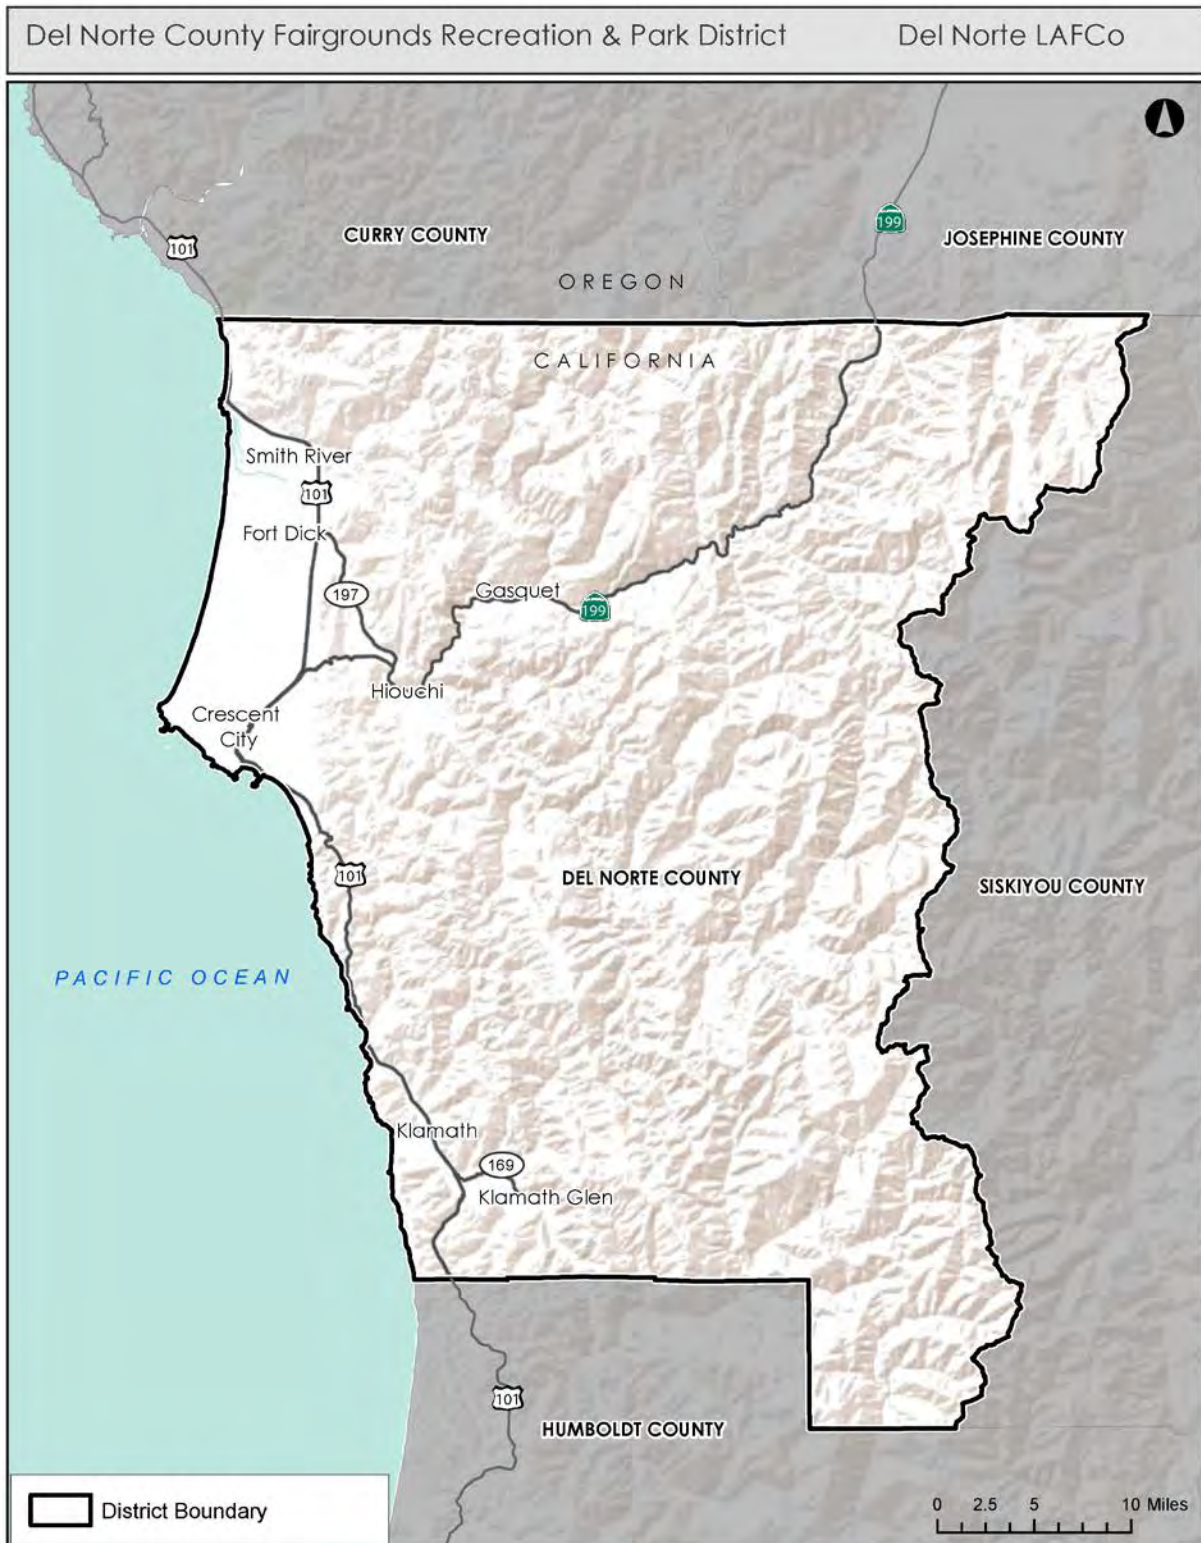 Del Norte County Fairgrounds Recreation & Park District
Del Norte LAFCo
199
101
CURRY COUNTY
JOSEPHINE COUNTY
OREGON
CALIFORNIA
Smith River
101
Fort Dick
197
Gasquet
199
Hiouchi
Crescent
City
101
DEL NORTE COUNTY
SISKIYOU COUNTY
PACIFIC OCEAN
Klamath
169
Klamath Glen
101
HUMBOLDT COUNTY
District Boundary
0 2.5 5 10 Miles